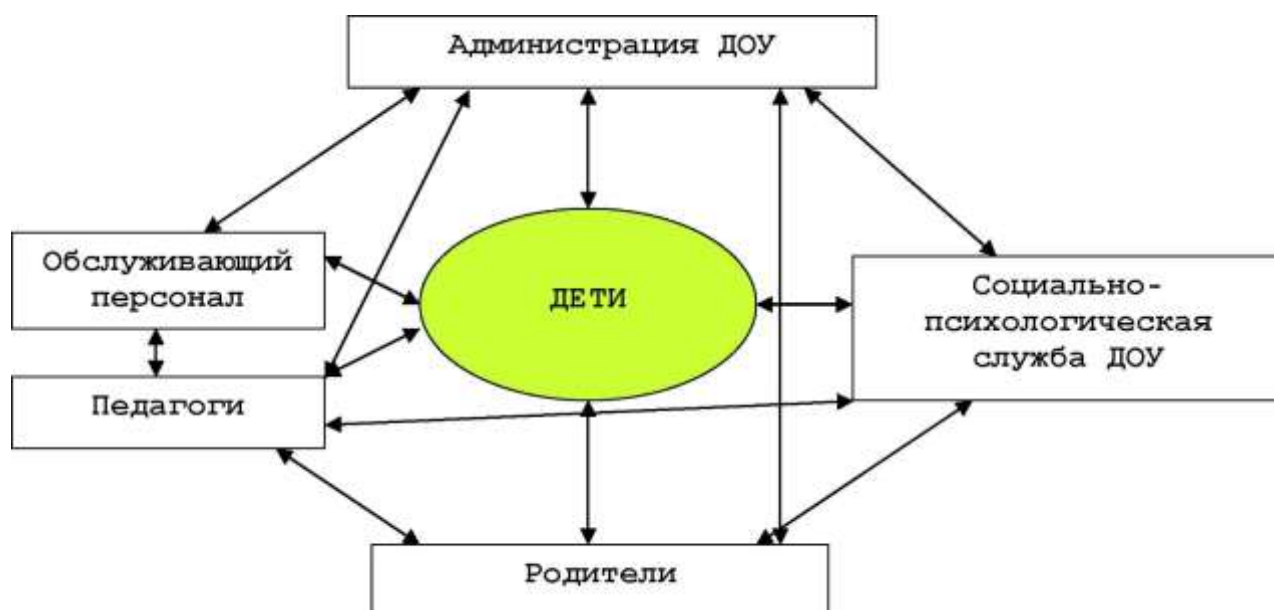 Администрация ДОУ
Обслуживающий
персонал
ДЕТИ
Социально-
психологическая
служба ДОУ
Педагоги
Родители